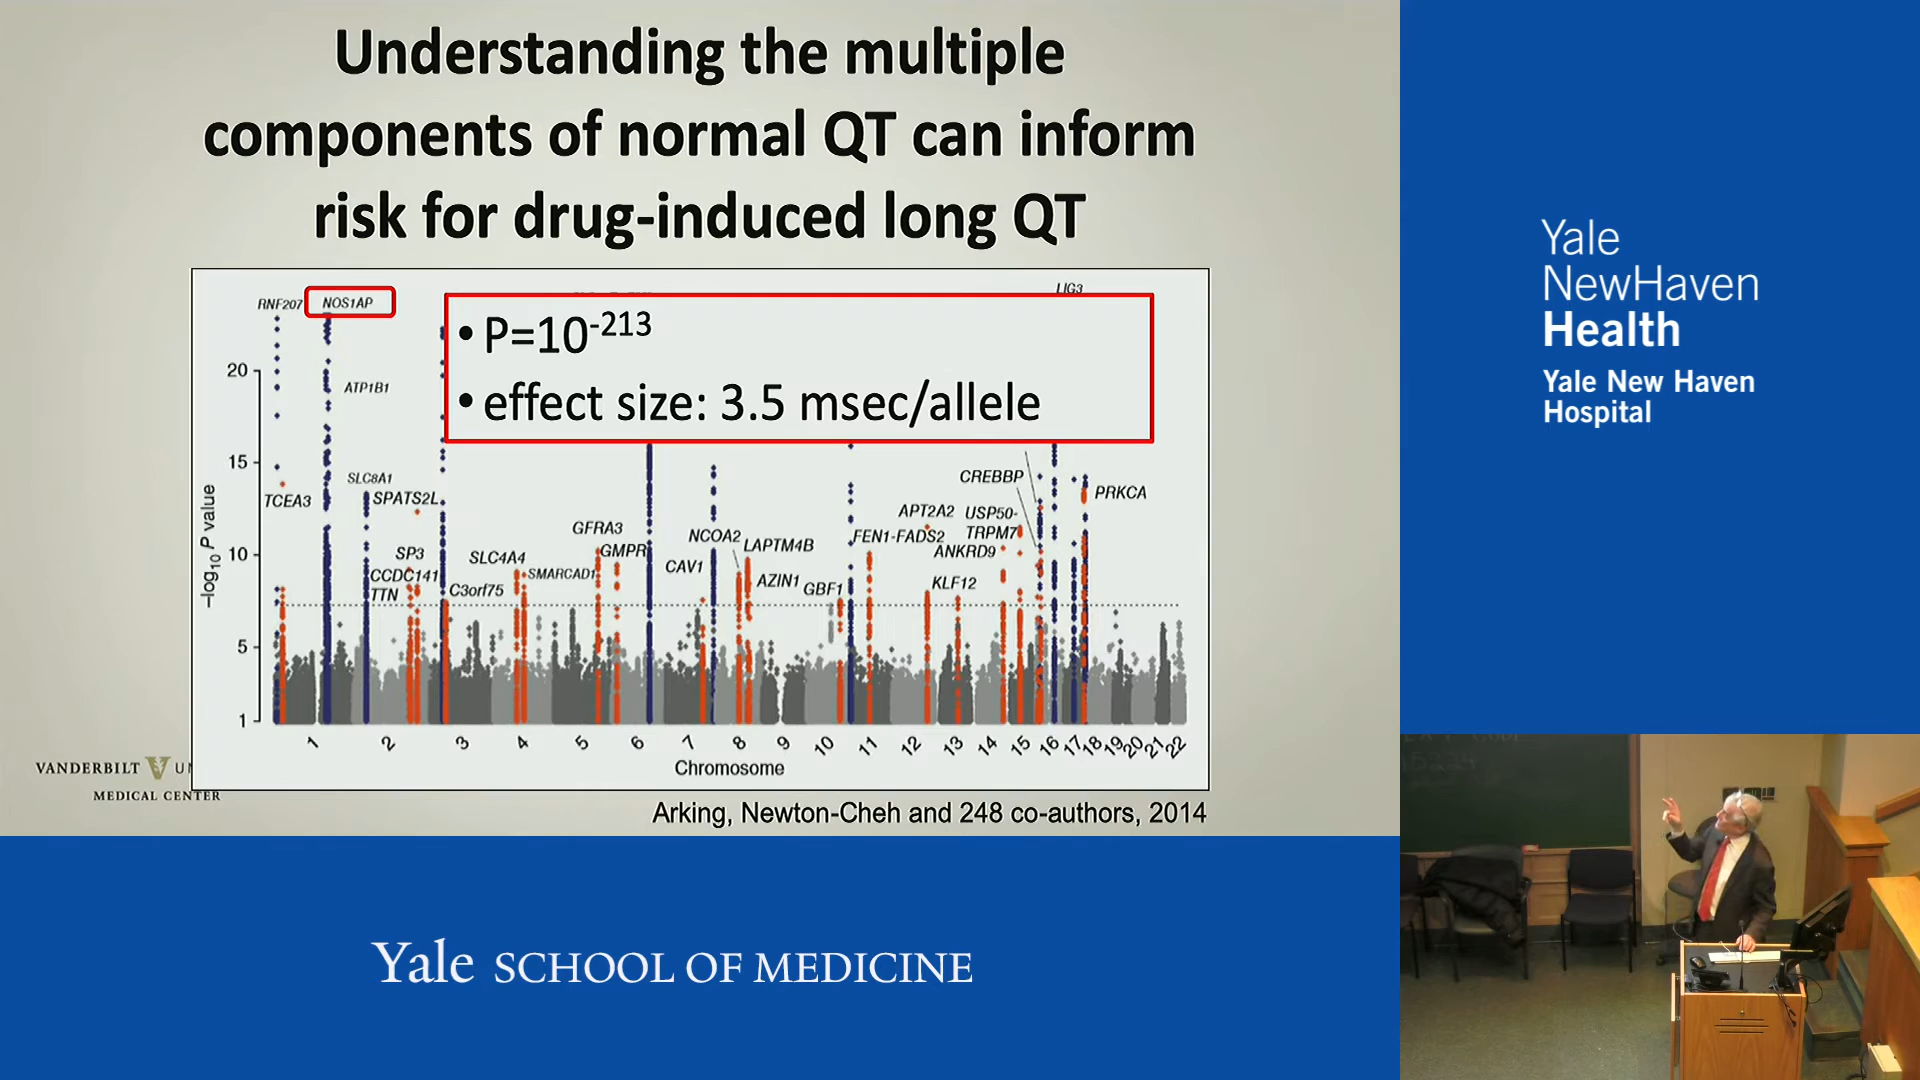 Understanding the multiple
components of normal QT can inform
risk for drug-induced long QT
RNF207
NOS1AP
LIG3
• P=10-213
• effect size: 3.5 msec/allele
20
ATP1B1
15
SLC8A1
CREBBP
TCEA3
SPATS2L
PRKCA
APT2A2
USP50-
TRPM7
GFRA3
NCOA2
FEN1-FADS2
10
SP3
SLC4A4
GMPR
LAPTM4B
ANKRD9
CCDC141
SMARCAD1
CAV1
AZIN1
KLF12
TTN
C3orf75
GBF1
5
1
–log10 P value
1 2 3 4 5 6 7 8 9 10 11 12 13 14 15 16 17 18 19 20 21 22
Chromosome
VANDERBILT V U
MEDICAL CENTER
Arking, Newton-Cheh and 248 co-authors, 2014
Yale SCHOOL OF MEDICINE
Yale
NewHaven
Health
Yale New Haven
Hospital